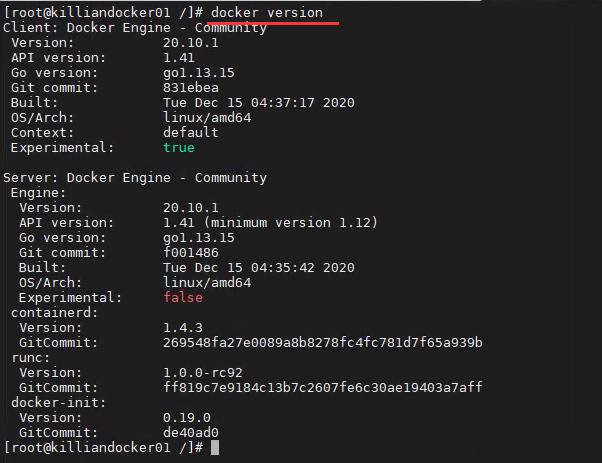 [root@killiandocker01 /]# docker version
Client: Docker Engine - Community
 Version:           20.10.1
 API version:       1.41
 Go version:        go1.13.15
 Git commit:        831ebea
 Built:             Tue Dec 15 04:37:17 2020
 OS/Arch:           linux/amd64
 Context:           default
 Experimental:      true

Server: Docker Engine - Community
 Engine:
  Version:          20.10.1
  API version:      1.41 (minimum version 1.12)
  Go version:       go1.13.15
  Git commit:       f001486
  Built:            Tue Dec 15 04:35:42 2020
  OS/Arch:          linux/amd64
  Experimental:     false
 containerd:
  Version:          1.4.3
  GitCommit:        269548fa27e0089a8b8278fc4fc781d7f65a939b
 runc:
  Version:          1.0.0-rc92
  GitCommit:        ff819c7e9184c13b7c2607fe6c30ae19403a7aff
 docker-init:
  Version:          0.19.0
  GitCommit:        de40ad0
[root@killiandocker01 /]#